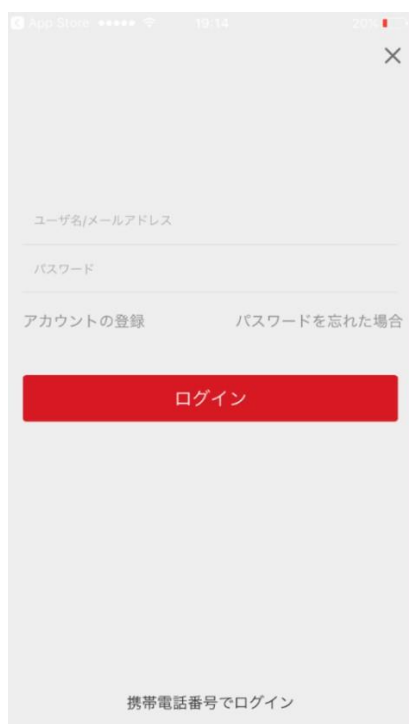 App Store 19:14 20%
ユーザ名/メールアドレス
パスワード
アカウントの登録 パスワードを忘れた場合
ログイン
携帯電話番号でログイン